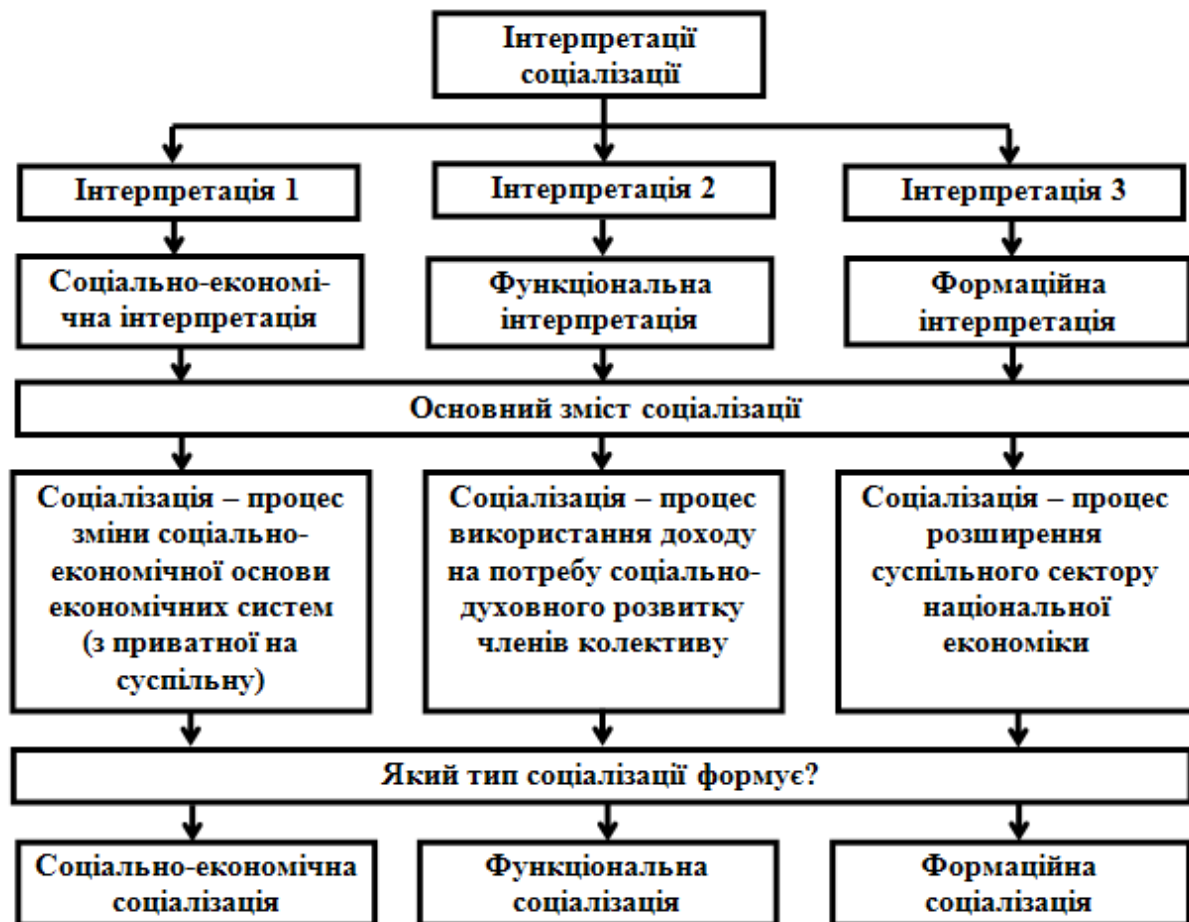 Інтерпретації
соціалізації
Інтерпретація 1
Інтерпретація 2
Інтерпретація 3
Соціально-економі-
чна інтерпретація
Функціональна
інтерпретація
Формаційна
інтерпретація
Основний зміст соціалізації
Соціалізація – процес
зміни соціально-
економічної основи
економічних систем
(з приватної на
суспільну)
Соціалізація – процес
використання доходу
на потребу соціально-
духовного розвитку
членів колективу
Соціалізація – процес
розширення
суспільного сектору
національної
економіки
Який тип соціалізації формує?
Соціально-економічна
соціалізація
Функціональна
соціалізація
Формаційна
соціалізація